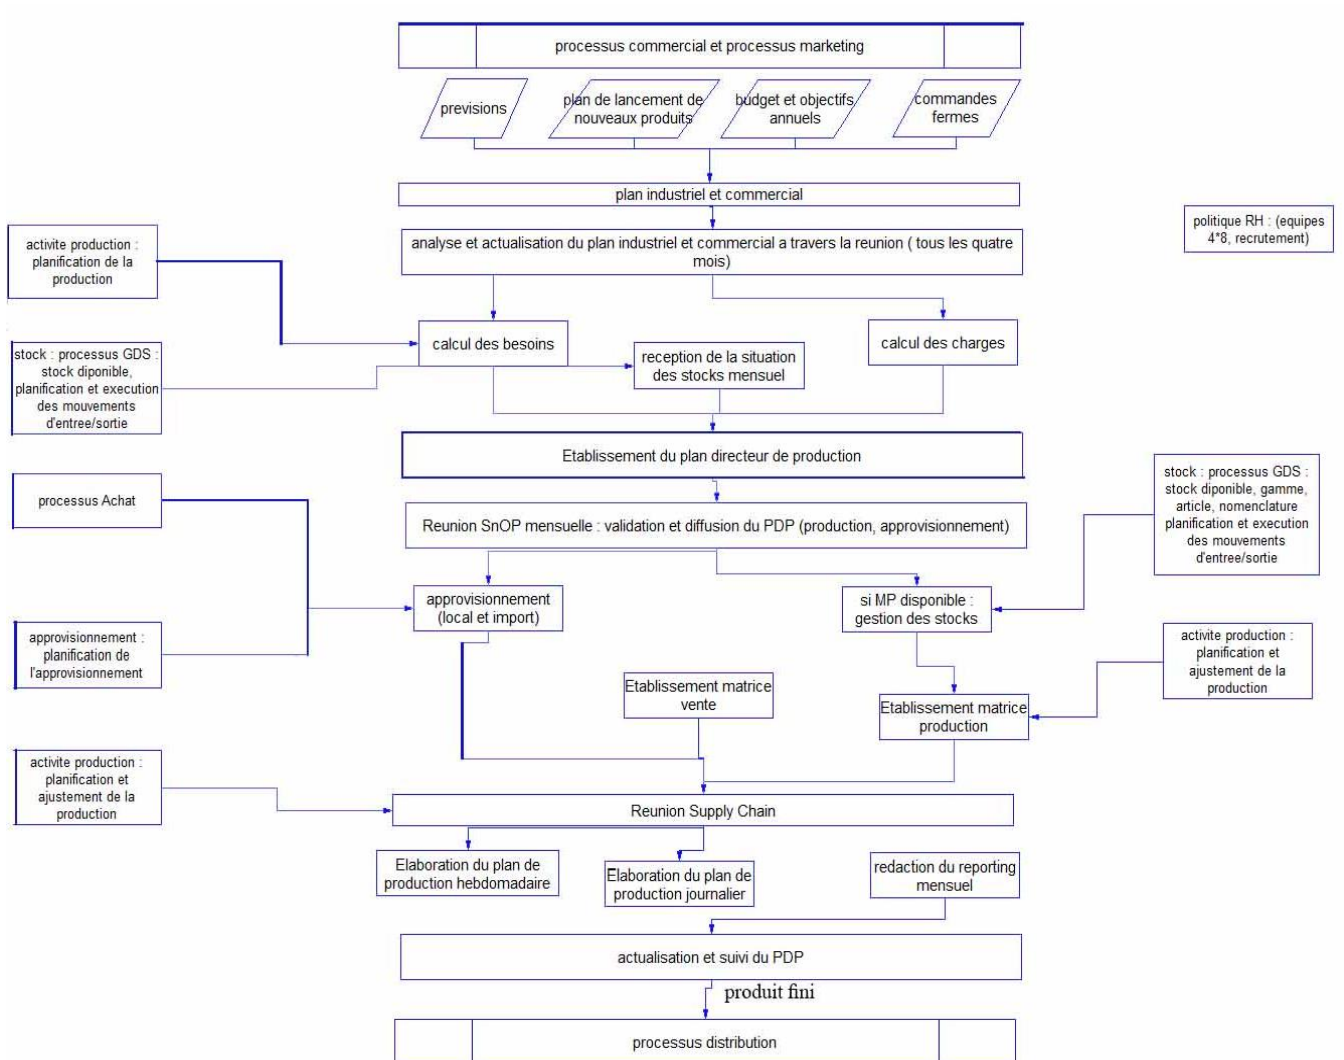 processus commercial et processus marketing
previsions
plan de lancement de
nouveaux produits
budget et objectifs
annuels
commandes
fermes
plan industriel et commercial
politique RH : (equipes
4*8, recrutement)
activite production :
planification de la
production
analyse et actualisation du plan industriel et commercial a travers la reunion ( tous les quatre
mois)
calcul des besoins
calcul des charges
stock : processus GDS :
stock diponible,
planification et execution
des mouvements
d'entree/sortie
reception de la situation
des stocks mensuel
Etablissement du plan directeur de production
processus Achat
stock : processus GDS :
stock diponible, gamme,
article, nomenclature
planification et execution
des mouvements
d'entree/sortie
Reunion SnOP mensuelle : validation et diffusion du PDP (production, approvisionnement)
approvisionnement
(local et import)
si MP disponible :
gestion des stocks
approvisionnement :
planification de
l'approvisionnement
activite production :
planification et
ajustement de la
production
Etablissement matrice
vente
Etablissement matrice
production
activite production :
planification et
ajustement de la
production
Reunion Supply Chain
Elaboration du plan de
production hebdomadaire
Elaboration du plan de
production journalier
redaction du reporting
mensuel
actualisation et suivi du PDP
produit fini
processus distribution